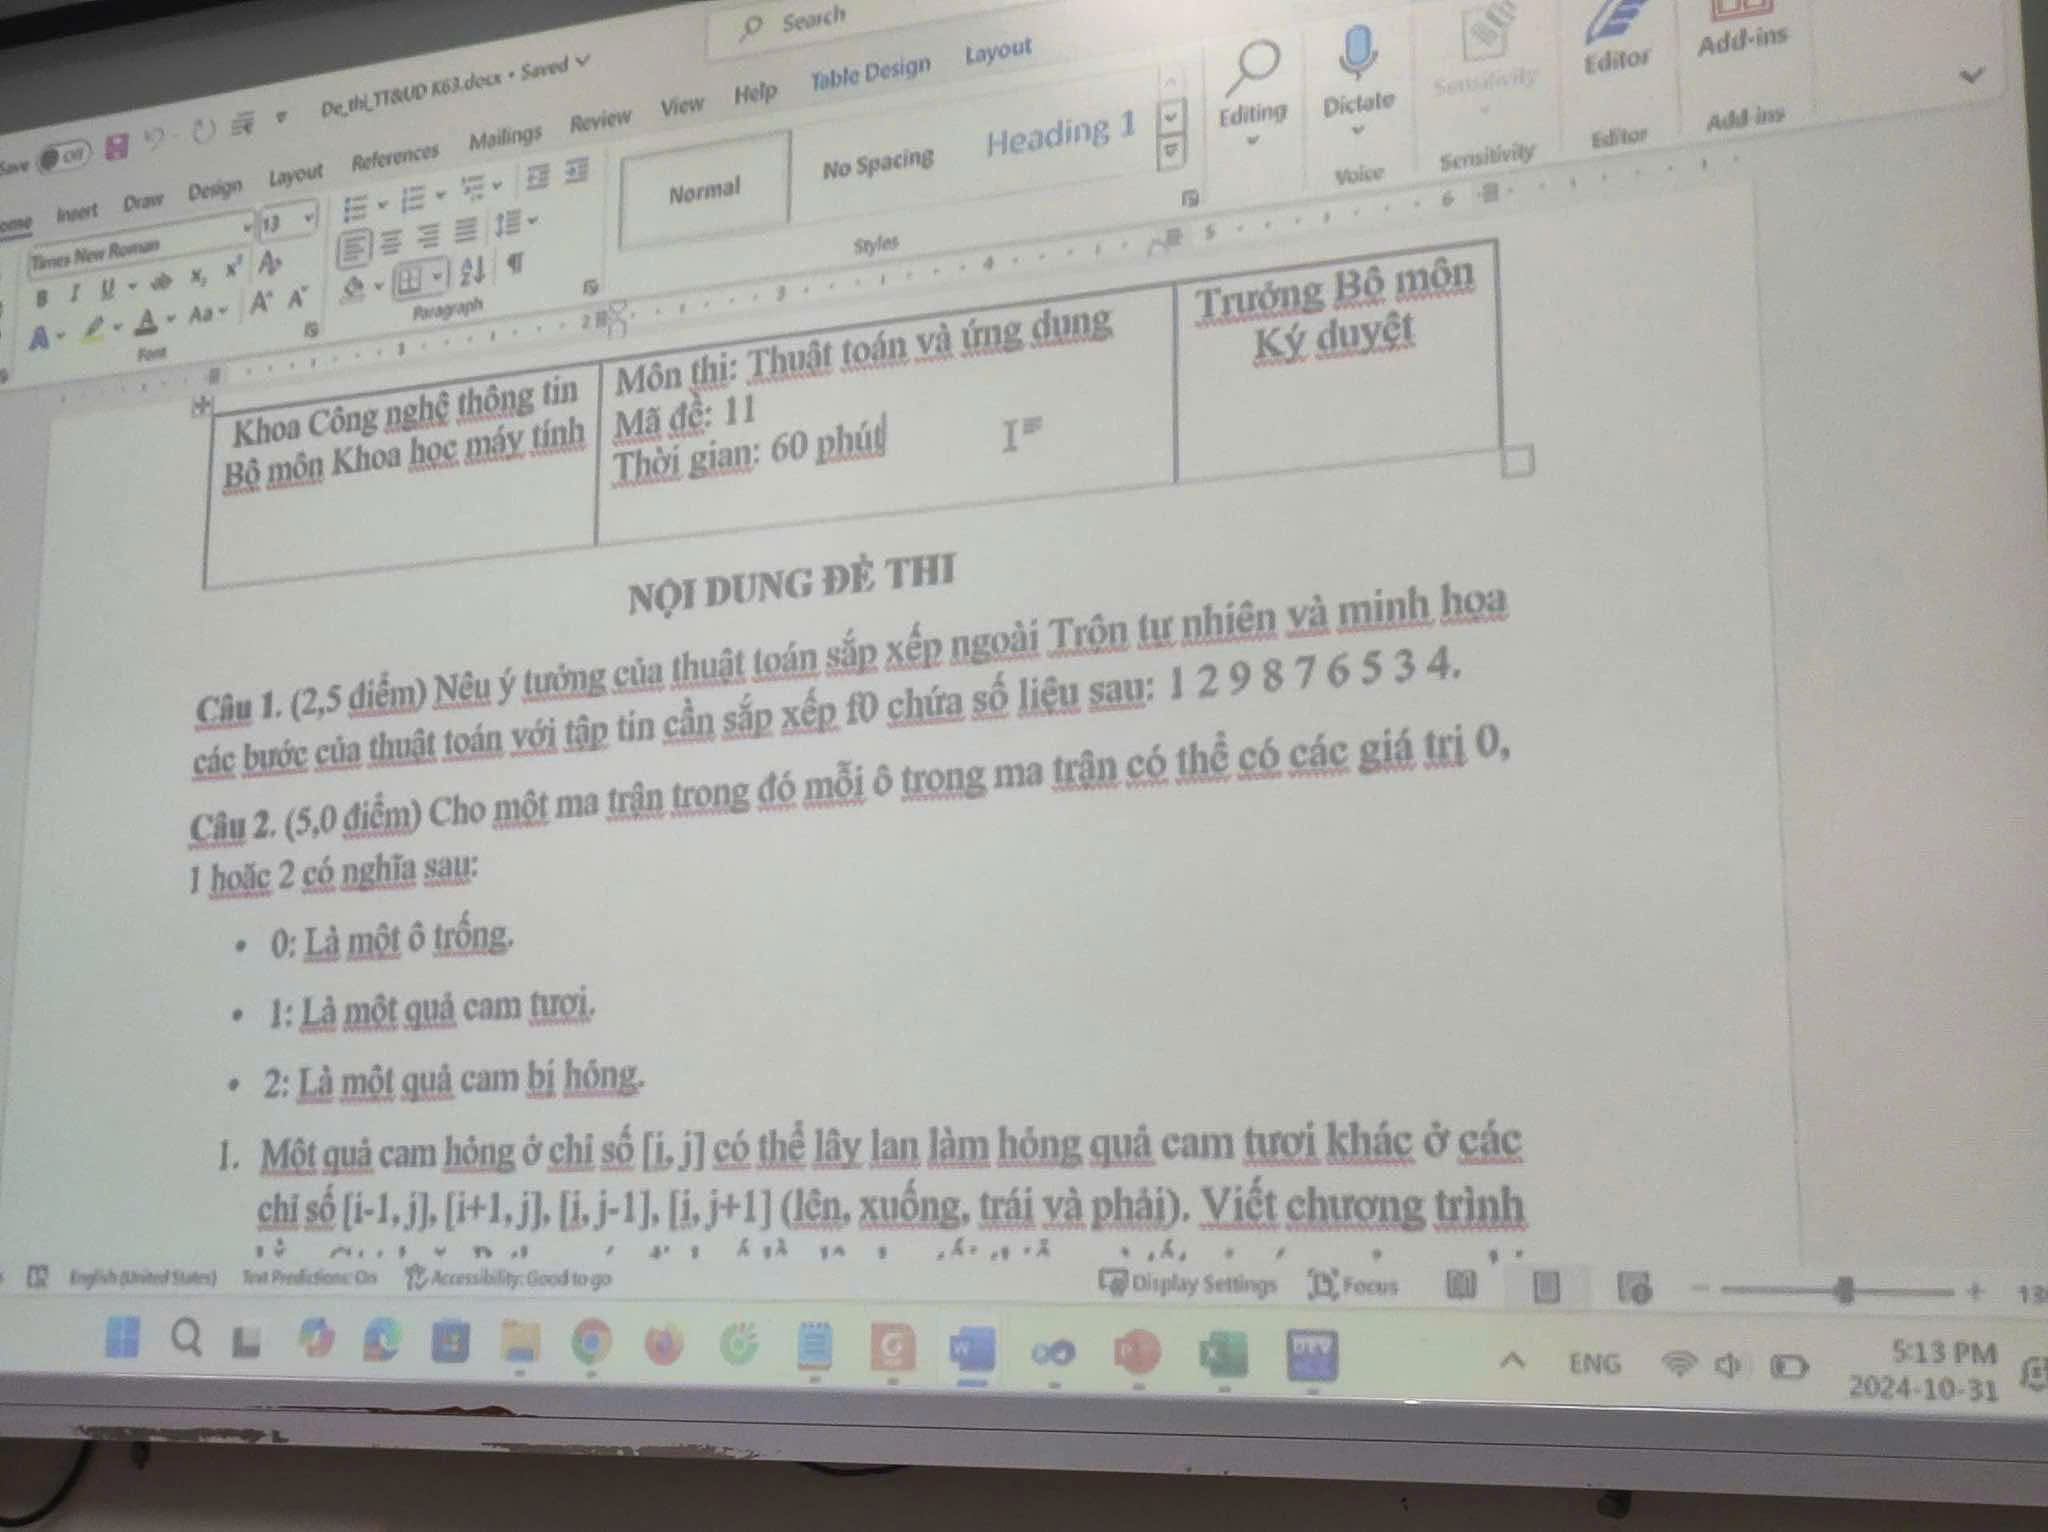 Search
De_thi_TT&UD K63.docx • Saved
Save Off
Insert Draw Design Layout References Mailings Review View Help Table Design Layout
Times New Roman 13
Normal
No Spacing
Heading 1
Editing
Dictate
Sensitivity
Editor
Add-ins
Font
Paragraph
Styles
Voice
Sensitivity
Editor
Add-ins
Khoa Công nghệ thông tin
Bộ môn Khoa học máy tính
Môn thi: Thuật toán và ứng dụng
Mã đề: 11
Thời gian: 60 phút
Trưởng Bộ môn
Ký duyệt
NỘI DUNG ĐỀ THI
Câu 1. (2,5 điểm) Nêu ý tưởng của thuật toán sắp xếp ngoài Trộn tự nhiên và minh họa
các bước của thuật toán với tập tin cần sắp xếp f0 chứa số liệu sau: 1 2 9 8 7 6 5 3 4.
Câu 2. (5,0 điểm) Cho một ma trận trong đó mỗi ô trong ma trận có thể có các giá trị 0,
1 hoặc 2 có nghĩa sau:
• 0: Là một ô trống.
• 1: Là một quả cam tươi.
• 2: Là một quả cam bị hỏng.
1. Một quả cam hỏng ở chỉ số [i, j] có thể lây lan làm hỏng quả cam tươi khác ở các
chỉ số [i-1, j], [i+1, j], [i, j-1], [i, j+1] (lên, xuống, trái và phải). Viết chương trình
English (United States) Text Predictions: On Accessibility: Good to go Display Settings Focus
ENG
5:13 PM
2024-10-31